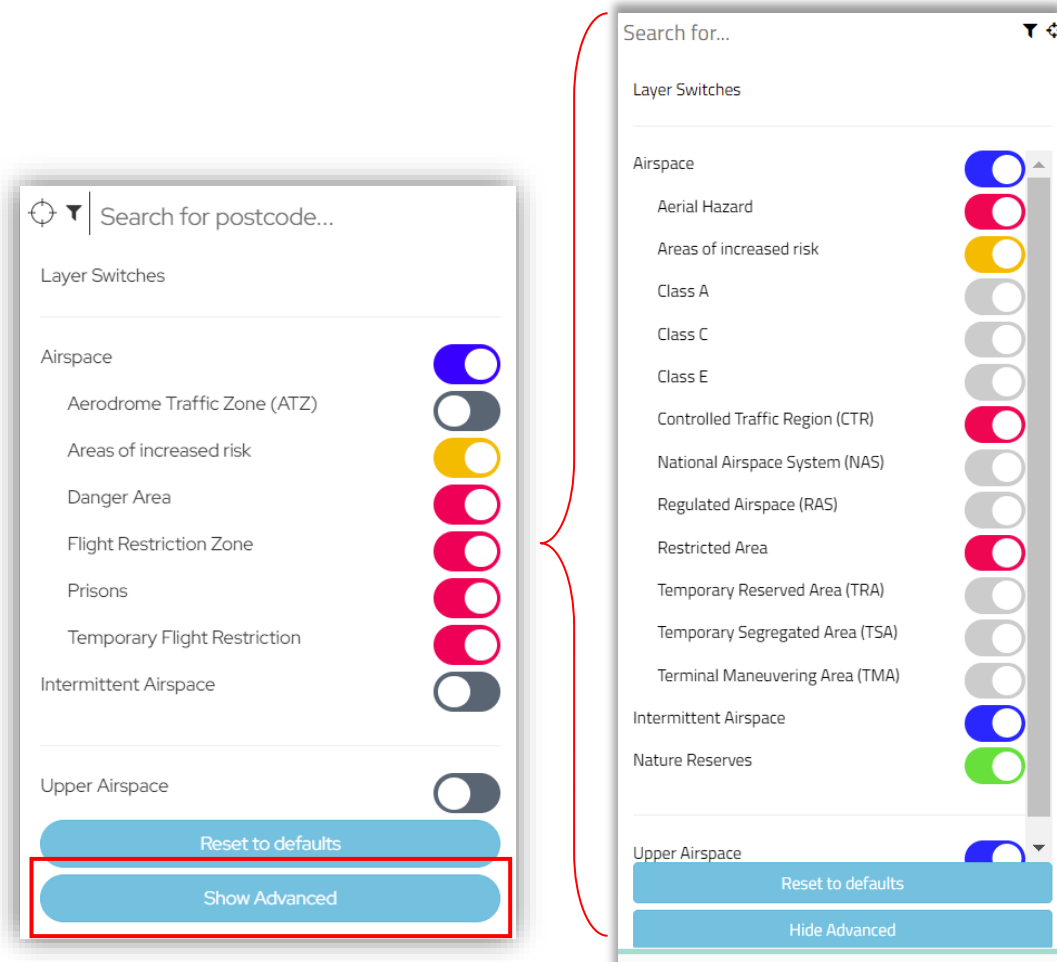 Search for postcode...
Layer Switches
Airspace
Aerodrome Traffic Zone (ATZ)
Areas of increased risk
Danger Area
Flight Restriction Zone
Prisons
Temporary Flight Restriction
Intermittent Airspace
Upper Airspace
Reset to defaults
Show Advanced
Search for...
Layer Switches
Airspace
Aerial Hazard
Areas of increased risk
Class A
Class C
Class E
Controlled Traffic Region (CTR)
National Airspace System (NAS)
Regulated Airspace (RAS)
Restricted Area
Temporary Reserved Area (TRA)
Temporary Segregated Area (TSA)
Terminal Maneuvering Area (TMA)
Intermittent Airspace
Nature Reserves
Upper Airspace
Reset to defaults
Hide Advanced